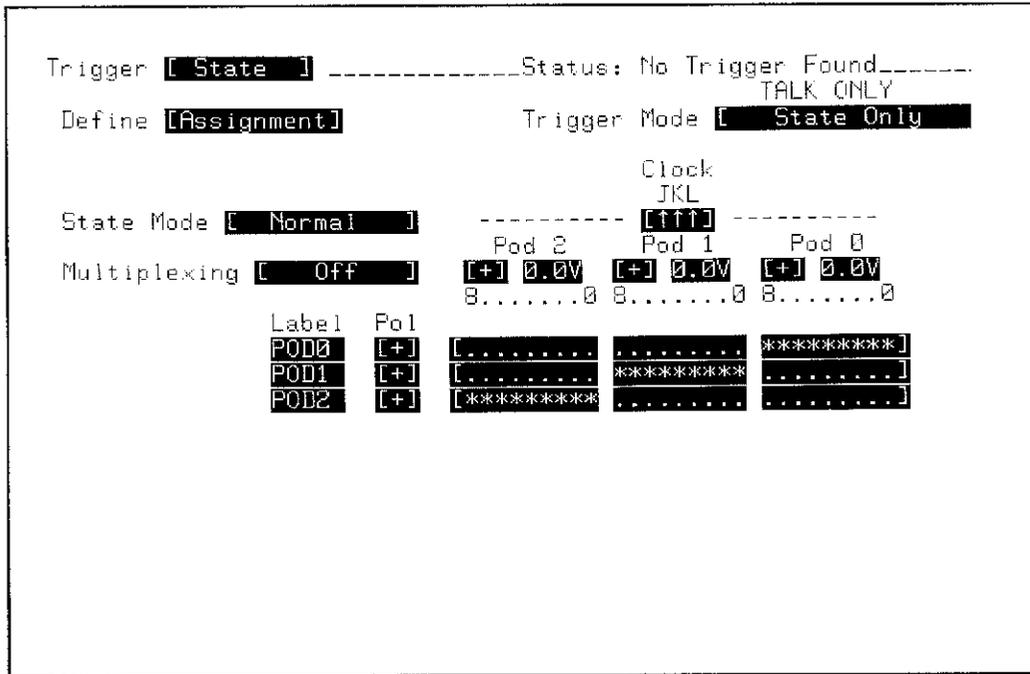 Trigger [ State ] _____________Status: No Trigger Found______
TALK ONLY
Define [Assignment] Trigger Mode [ State Only
Clock
JKL
State Mode [ Normal ] ---------- [↑↑↑] ----------
Pod 2 Pod 1 Pod 0
Multiplexing [ Off ] [+] 0.0V [+] 0.0V [+] 0.0V
8.......0 8.......0 8.......0
Label Pol
POD0 [+] [......... ......... *********]
POD1 [+] [......... ********* .........]
POD2 [+] [********* ......... .........]